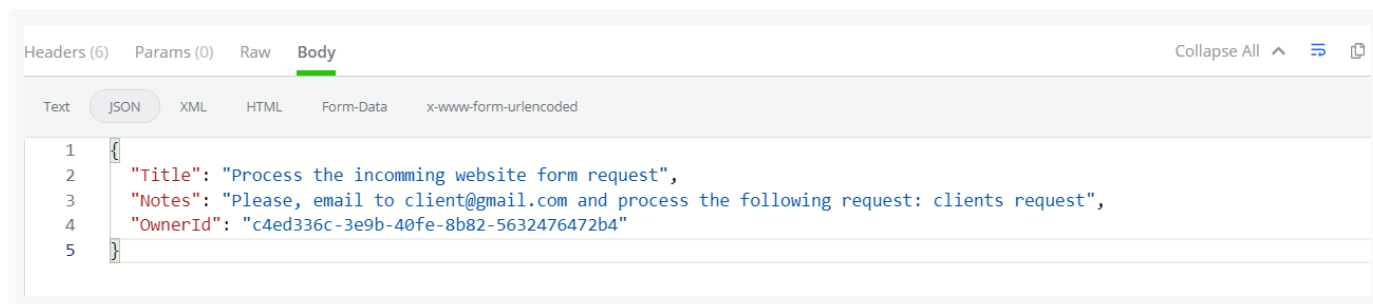 Headers (6) Params (0) Raw Body Collapse All
Text JSON XML HTML Form-Data x-www-form-urlencoded
1 {
2 "Title": "Process the incomming website form request",
3 "Notes": "Please, email to client@gmail.com and process the following request: clients request",
4 "OwnerId": "c4ed336c-3e9b-40fe-8b82-5632476472b4"
5 }